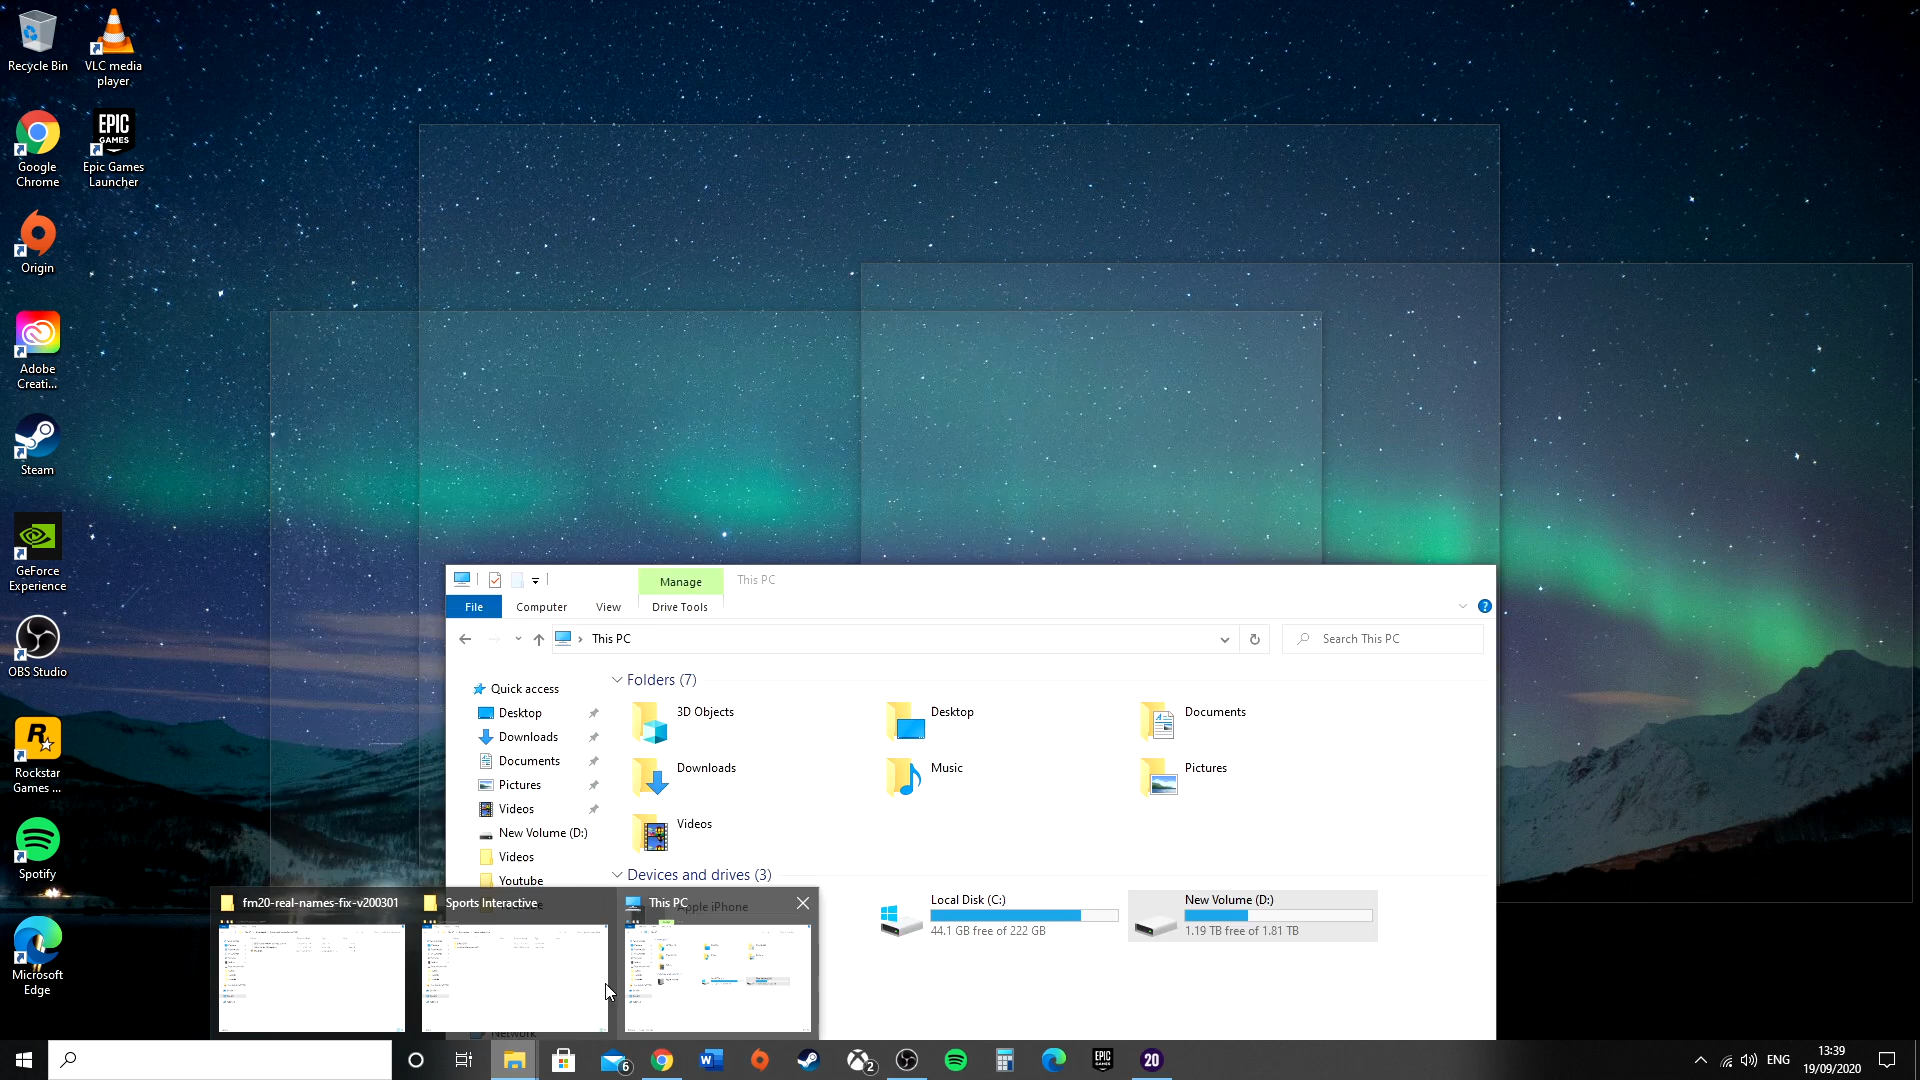 Recycle Bin
VLC media
player
Google
Chrome
EPIC
GAMES
Epic Games
Launcher
Origin
Adobe
Creati...
Steam
GeForce
Experience
OBS Studio
Rockstar
Games ...
Spotify
Microsoft
Edge
Manage
This PC
File
Computer
View
Drive Tools
This PC
Search This PC
Quick access
Desktop
Downloads
Documents
Pictures
Videos
New Volume (D:)
Videos
Youtube
Folders (7)
3D Objects
Desktop
Documents
Downloads
Music
Pictures
Videos
Devices and drives (3)
Apple iPhone
Local Disk (C:)
44.1 GB free of 222 GB
New Volume (D:)
1.19 TB free of 1.81 TB
Network
fm20-real-names-fix-v200301
Sports Interactive
This PC
6
2
EPIC
GAMES
20
ENG
13:39
19/09/2020